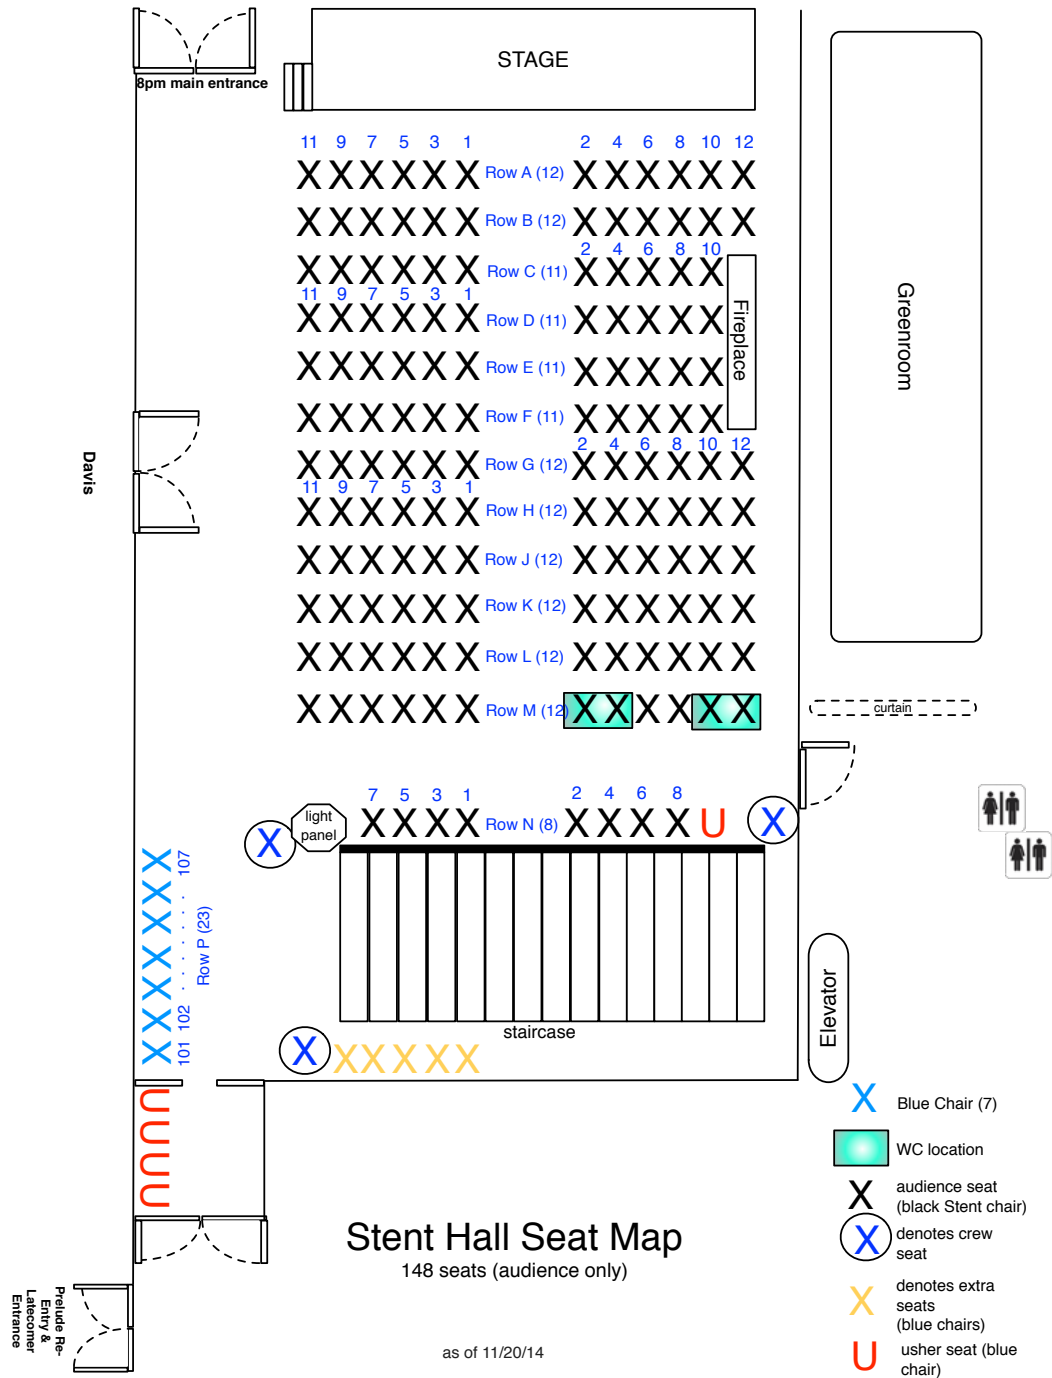 STAGE
8pm main entrance
11 9 7 5 3 1 2 4 6 8 10 12
Row A (12)
Row B (12)
2 4 6 8 10
Row C (11)
11 9 7 5 3 1
Row D (11)
Fireplace
Greenroom
Row E (11)
Row F (11)
2 4 6 8 10 12
Davis
Row G (12)
11 9 7 5 3 1
Row H (12)
Row J (12)
Row K (12)
Row L (12)
Row M (12)
curtain
7 5 3 1 2 4 6 8
light
panel
Row N (8)
U
107
Row P (23)
102
101
Elevator
staircase
U
U
U
U
Blue Chair (7)
WC location
audience seat
(black Stent chair)
denotes crew
seat
denotes extra
seats
(blue chairs)
U
usher seat (blue
chair)
Stent Hall Seat Map
148 seats (audience only)
Prelude Re-
Entry &
Latecomer
Entrance
as of 11/20/14